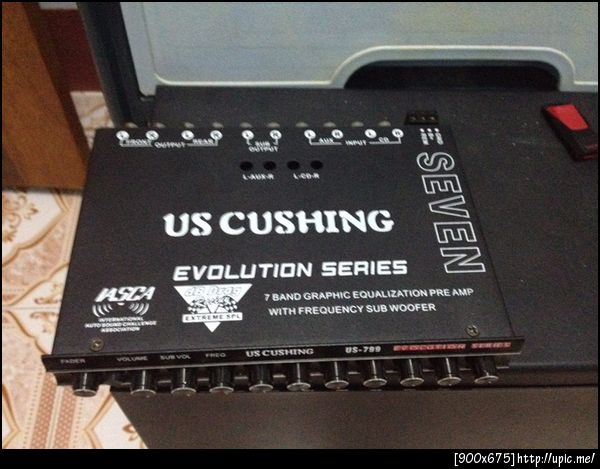 L R L R L R L R L R
FRONT OUTPUT REAR SUB OUTPUT AUX INPUT CD
L-AUX-R L-CD-R
SEVEN
US CUSHING
EVOLUTION SERIES
IASCA
INTERNATIONAL
AUTO SOUND CHALLENGE
ASSOCIATION
dB Drag
EXTREME SPL
7 BAND GRAPHIC EQUALIZATION PRE AMP
WITH FREQUENCY SUB WOOFER
FADER VOLUME SUB VOL FREQ US CUSHING US-799 EVOLUTION SERIES
[900x675]http://upic.me/